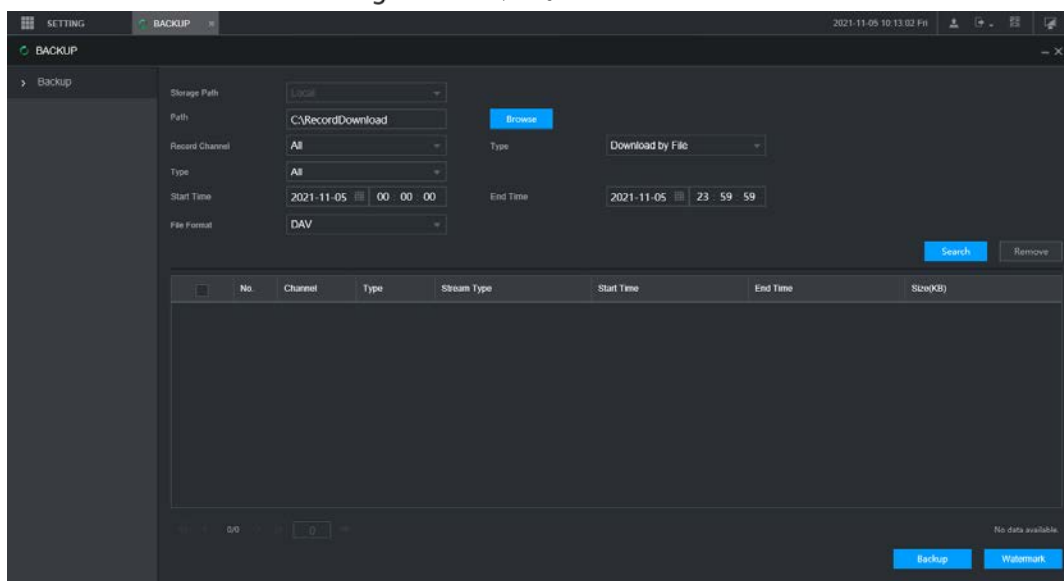 SETTING BACKUP 2021-11-05 10:13:02 Fri
BACKUP
Backup
Storage Path Local
Path C:\RecordDownload Browse
Record Channel All Type Download by File
Type All
Start Time 2021-11-05 00 : 00 : 00 End Time 2021-11-05 23 : 59 : 59
File Format DAV
Search Remove
No. Channel Type Stream Type Start Time End Time Size(KB)
0/0 0 No data available.
Backup Watermark